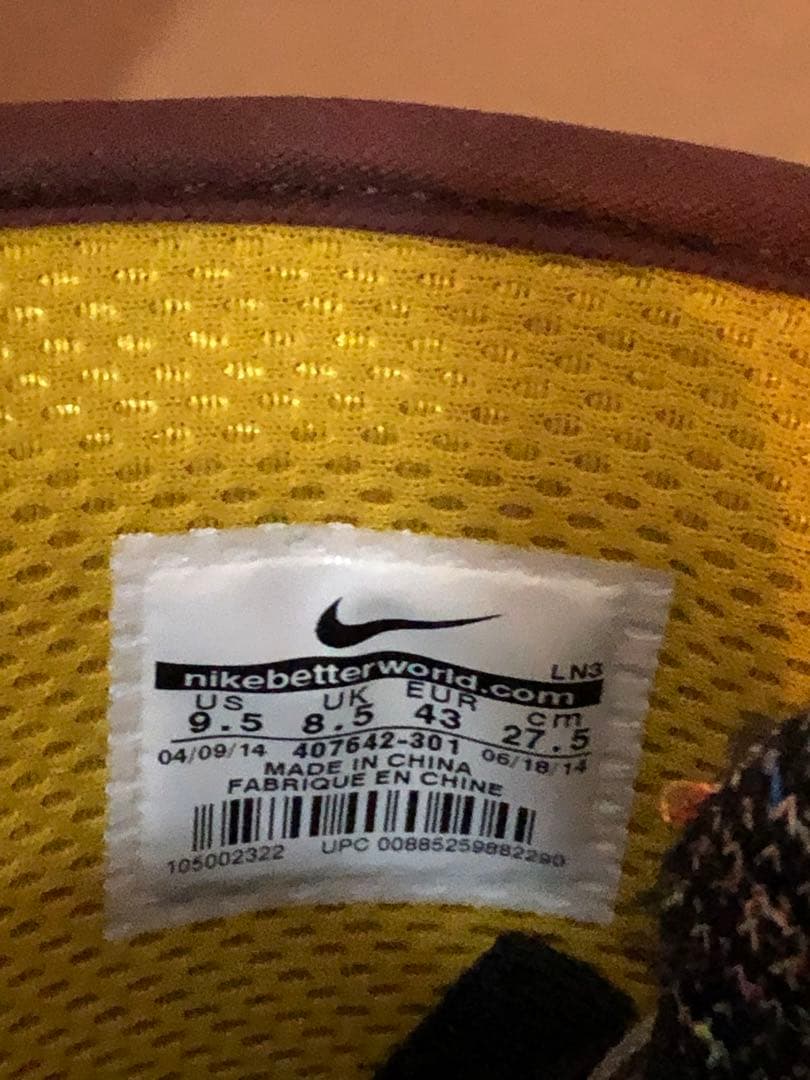 LN3
nikebetterworld.com
US UK EUR cm
9.5 8.5 43 27.5
04/09/14 407642-301 06/18/14
MADE IN CHINA
FABRIQUE EN CHINE
105002322 UPC 00885259882290